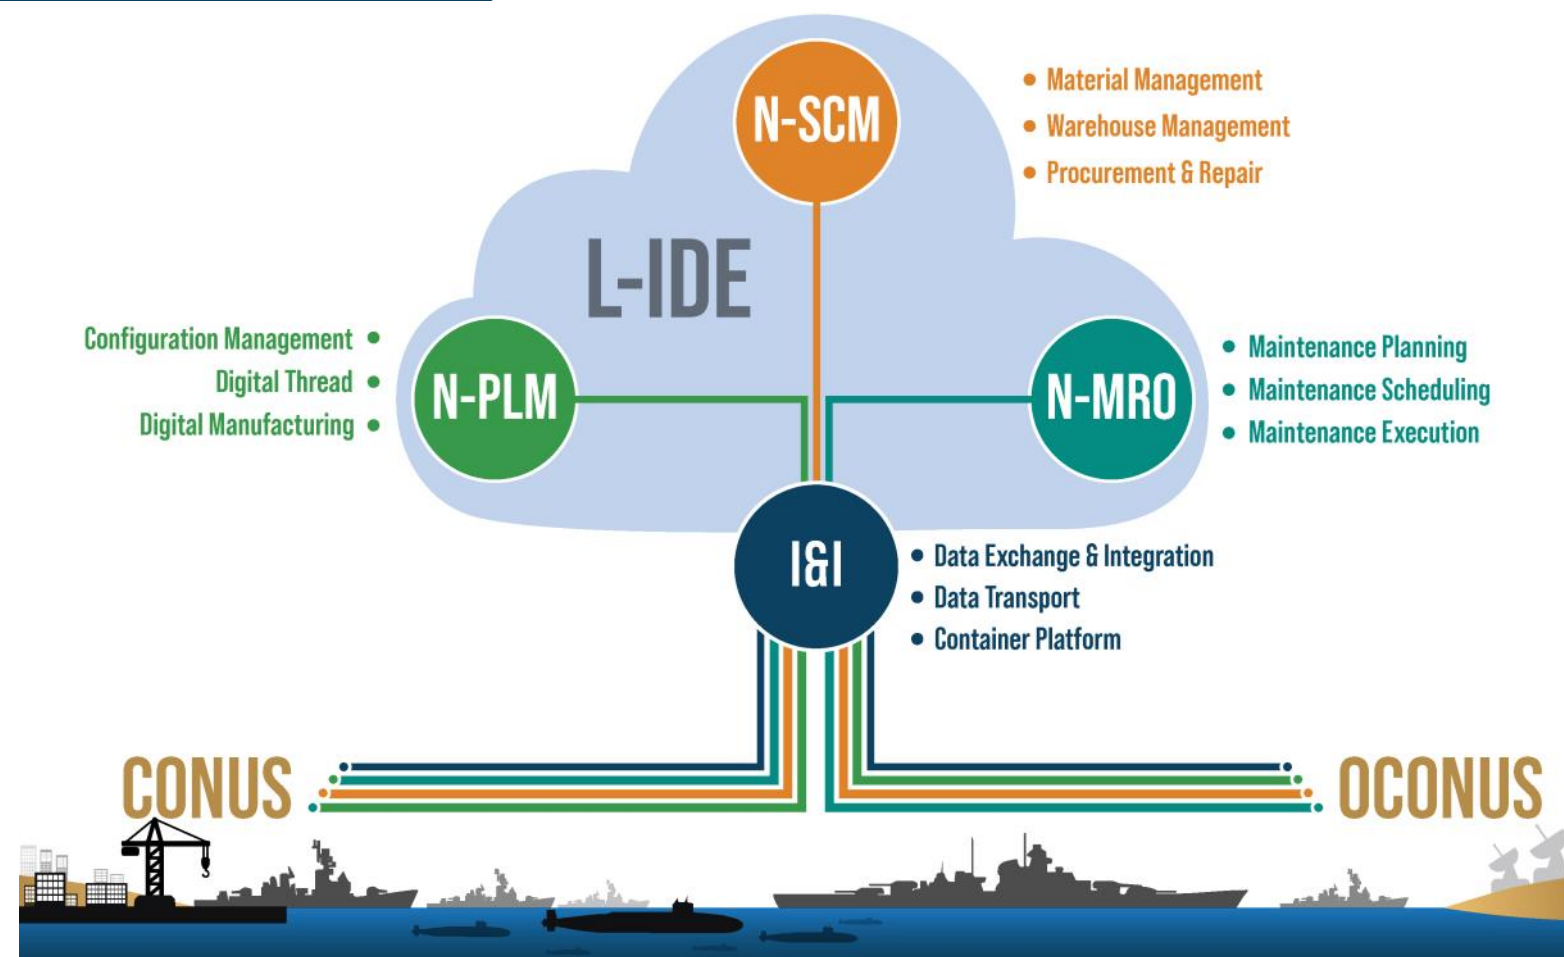 N-SCM
• Material Management
• Warehouse Management
• Procurement & Repair
L-IDE
Configuration Management •
Digital Thread •
Digital Manufacturing •
N-PLM
N-MRO
• Maintenance Planning
• Maintenance Scheduling
• Maintenance Execution
I&I
• Data Exchange & Integration
• Data Transport
• Container Platform
CONUS
OCONUS